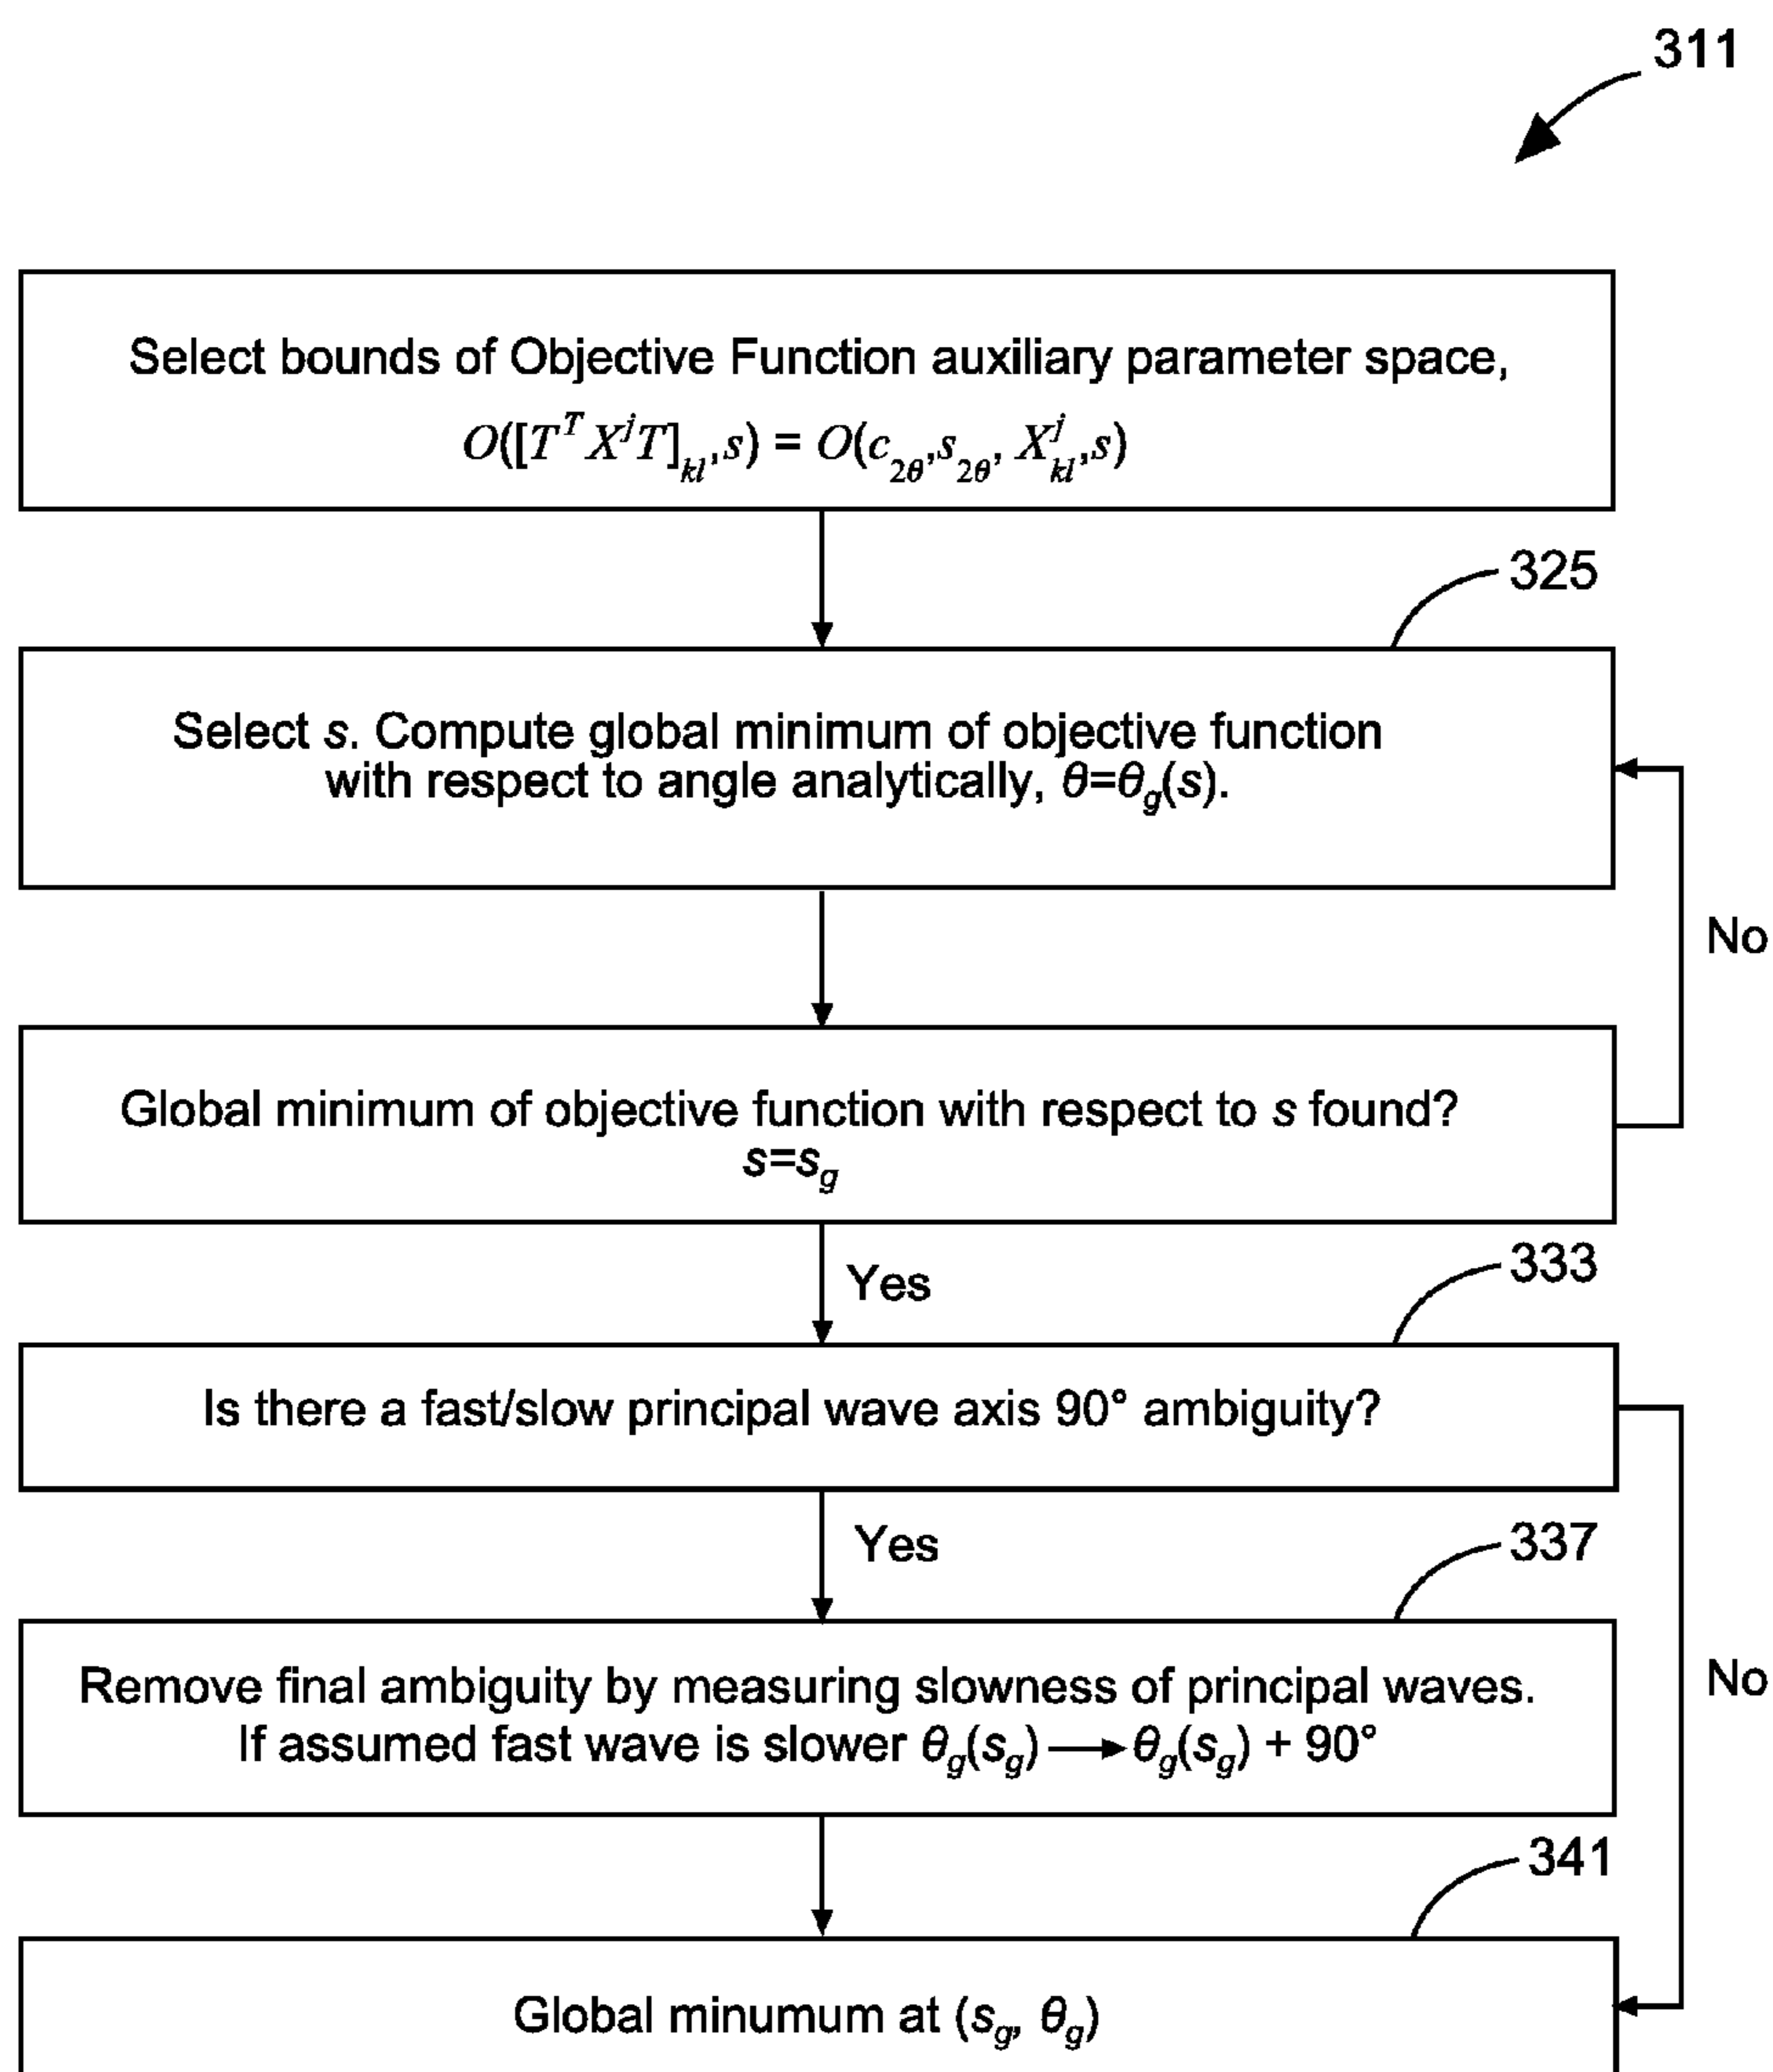 311
Select bounds of Objective Function auxiliary parameter space,
O([T^T X^j T]_kl,s) = O(c_2θ,s_2θ, X^j_kl,s)
325
Select s. Compute global minimum of objective function
with respect to angle analytically, θ=θ_g(s).
No
Global minimum of objective function with respect to s found?
s=s_g
333
Yes
Is there a fast/slow principal wave axis 90° ambiguity?
337
Yes
Remove final ambiguity by measuring slowness of principal waves.
If assumed fast wave is slower θ_g(s_g) → θ_g(s_g) + 90°
No
341
Global minumum at (s_g, θ_g)